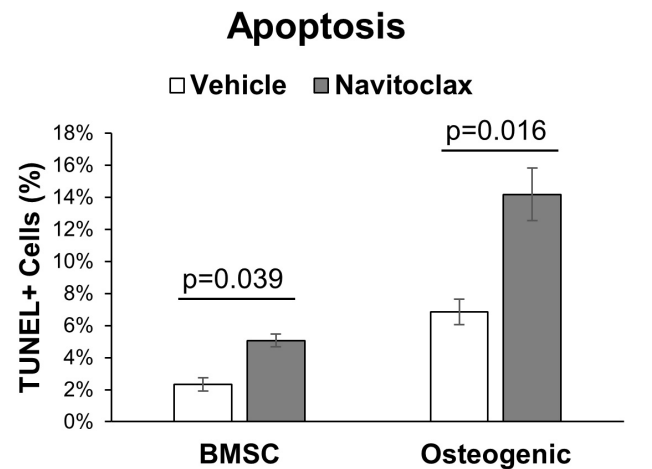 Apoptosis
Vehicle Navitoclax
TUNEL+ Cells (%)
18%
16%
14%
12%
10%
8%
6%
4%
2%
0%
p=0.039
p=0.016
BMSC Osteogenic